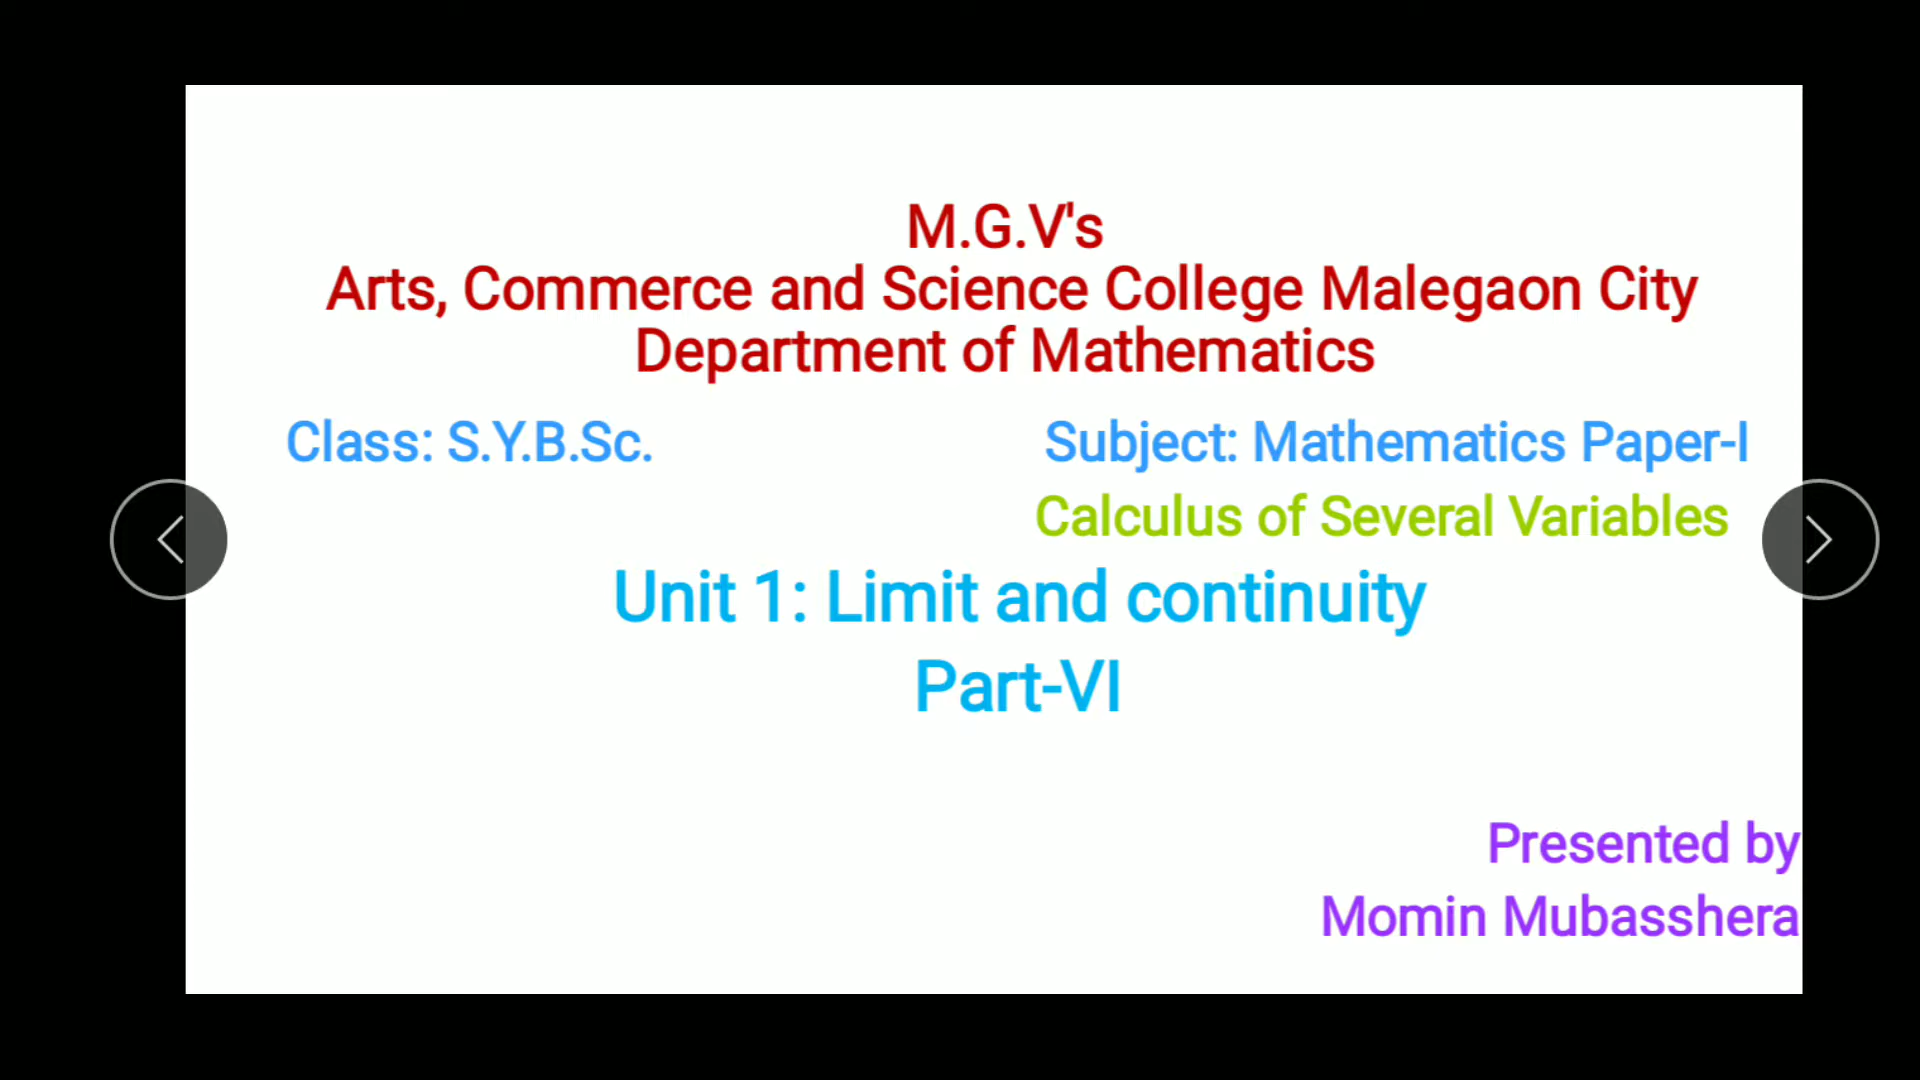 M.G.V's
Arts, Commerce and Science College Malegaon City
Department of Mathematics
Class: S.Y.B.Sc. Subject: Mathematics Paper-I
Calculus of Several Variables
Unit 1: Limit and continuity
Part-VI
Presented by
Momin Mubasshera